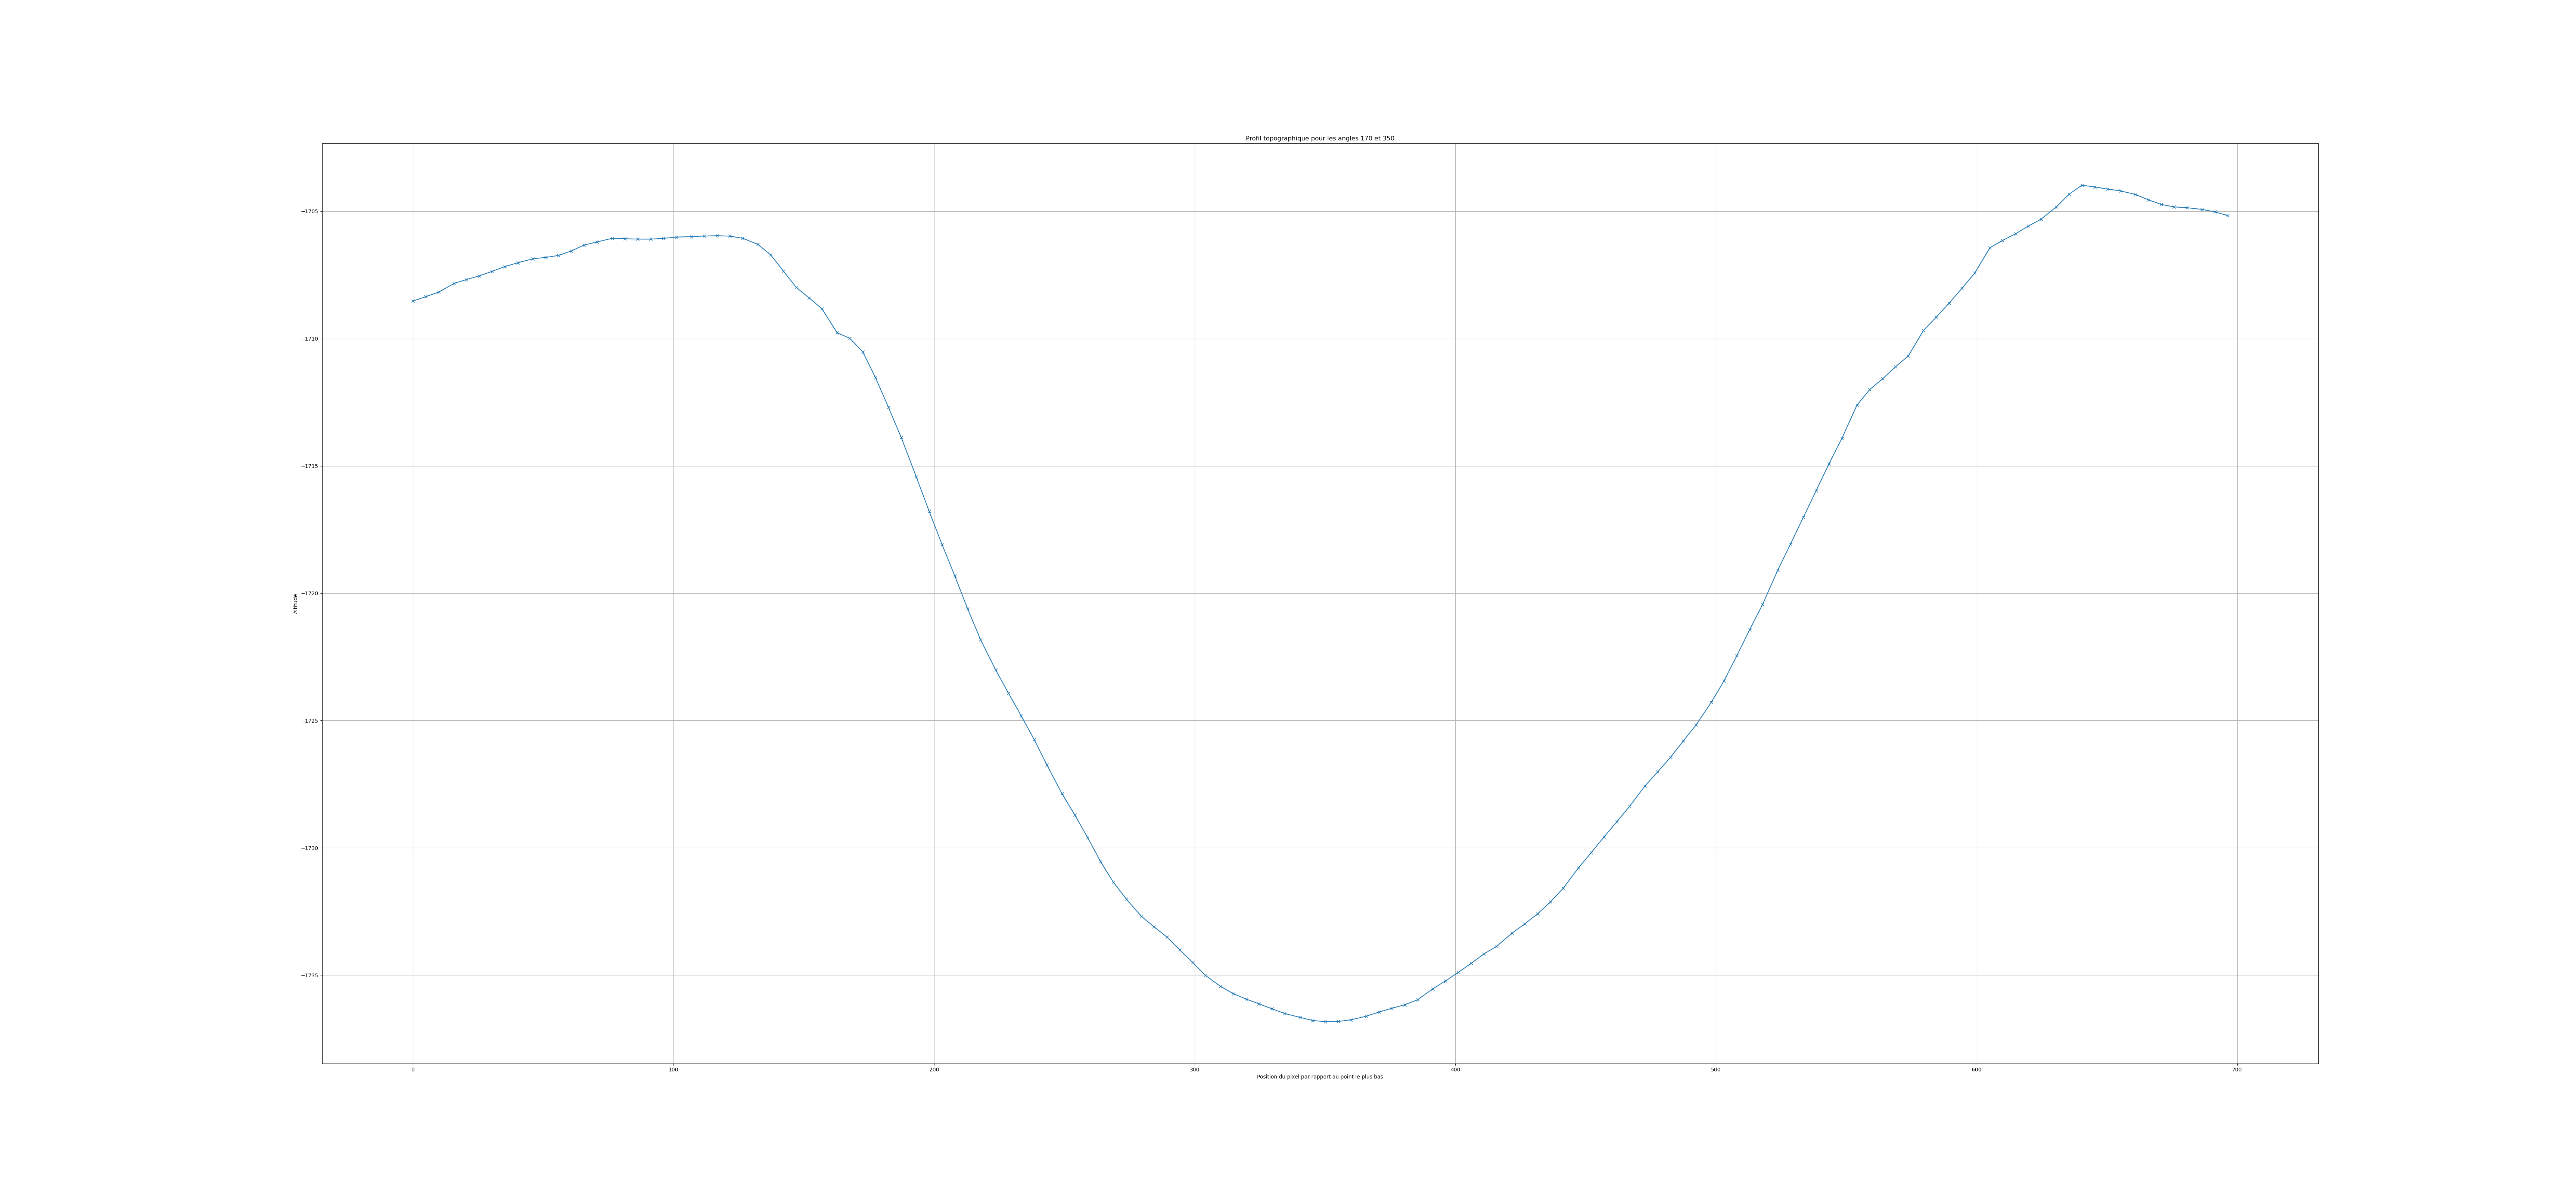 Profil topographique pour les angles 170 et 350
−1705
−1710
−1715
−1720
−1725
−1730
−1735
Altitude
0 100 200 300 400 500 600 700
Position du pixel par rapport au point le plus bas